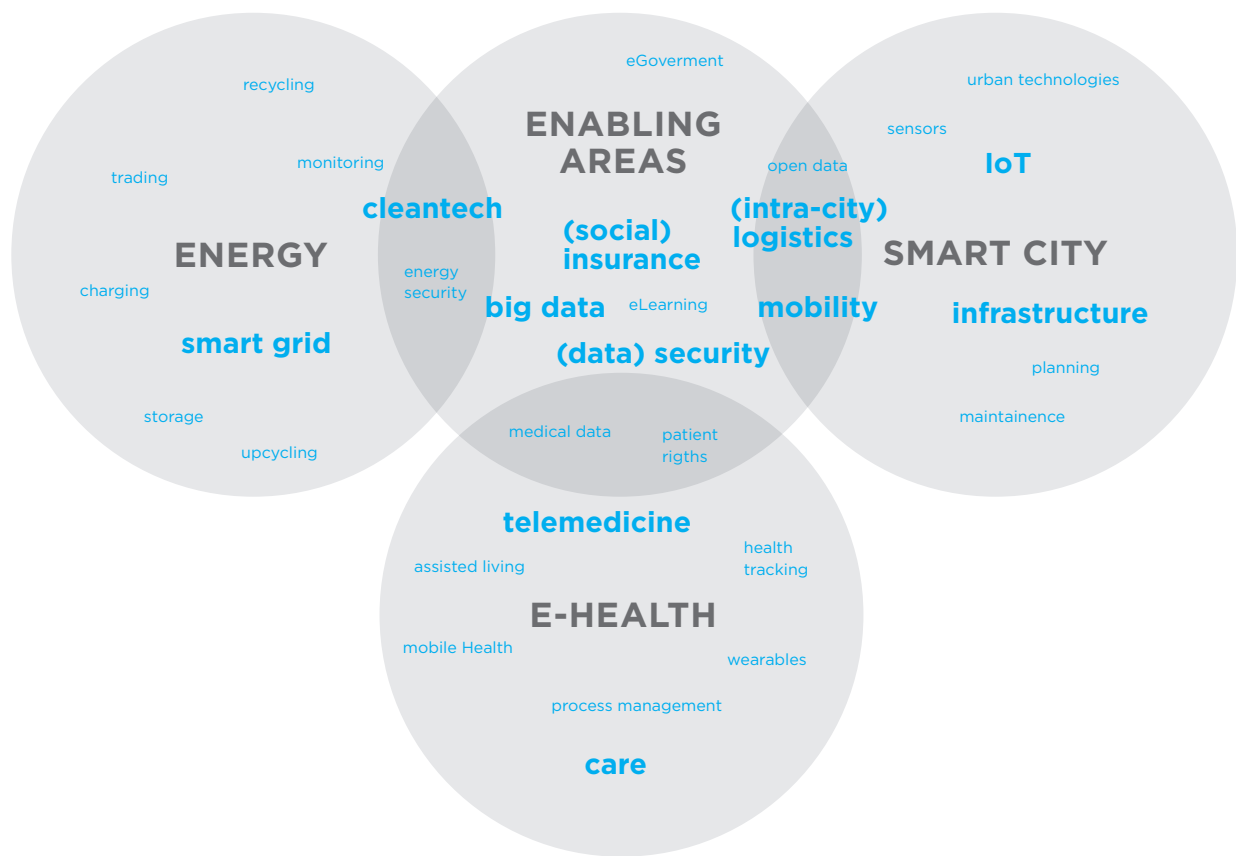 eGoverment
recycling
urban technologies
ENABLING
AREAS
sensors
monitoring
open data
IoT
trading
cleantech
(intra-city)
logistics
(social)
insurance
ENERGY
SMART CITY
energy
security
charging
big data
eLearning
mobility
infrastructure
smart grid
(data) security
planning
storage
maintainence
upcycling
medical data
patient
rigths
telemedicine
health
tracking
assisted living
E-HEALTH
mobile Health
wearables
process management
care